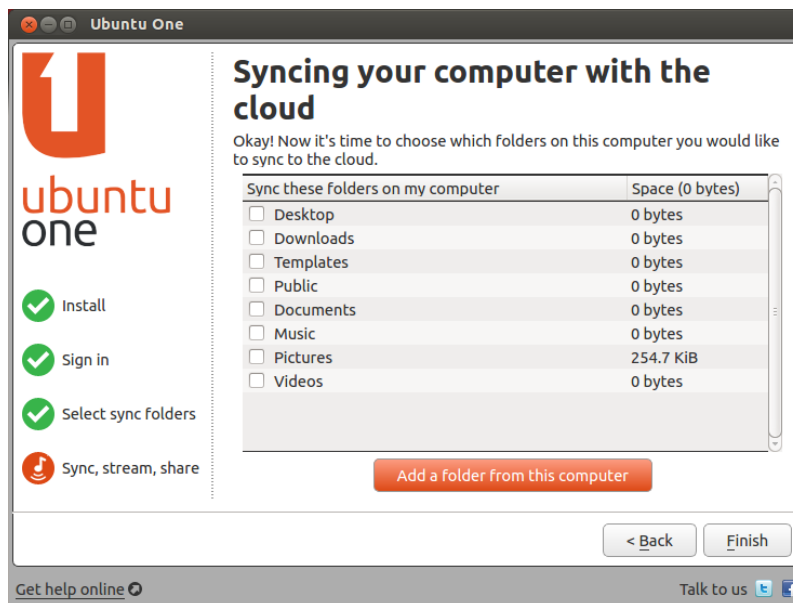 Ubuntu One
ubuntu
one
Install
Sign in
Select sync folders
Sync, stream, share
Syncing your computer with the
cloud
Okay! Now it's time to choose which folders on this computer you would like
to sync to the cloud.
Sync these folders on my computer Space (0 bytes)
Desktop 0 bytes
Downloads 0 bytes
Templates 0 bytes
Public 0 bytes
Documents 0 bytes
Music 0 bytes
Pictures 254.7 KiB
Videos 0 bytes
Add a folder from this computer
< Back Finish
Get help online Talk to us